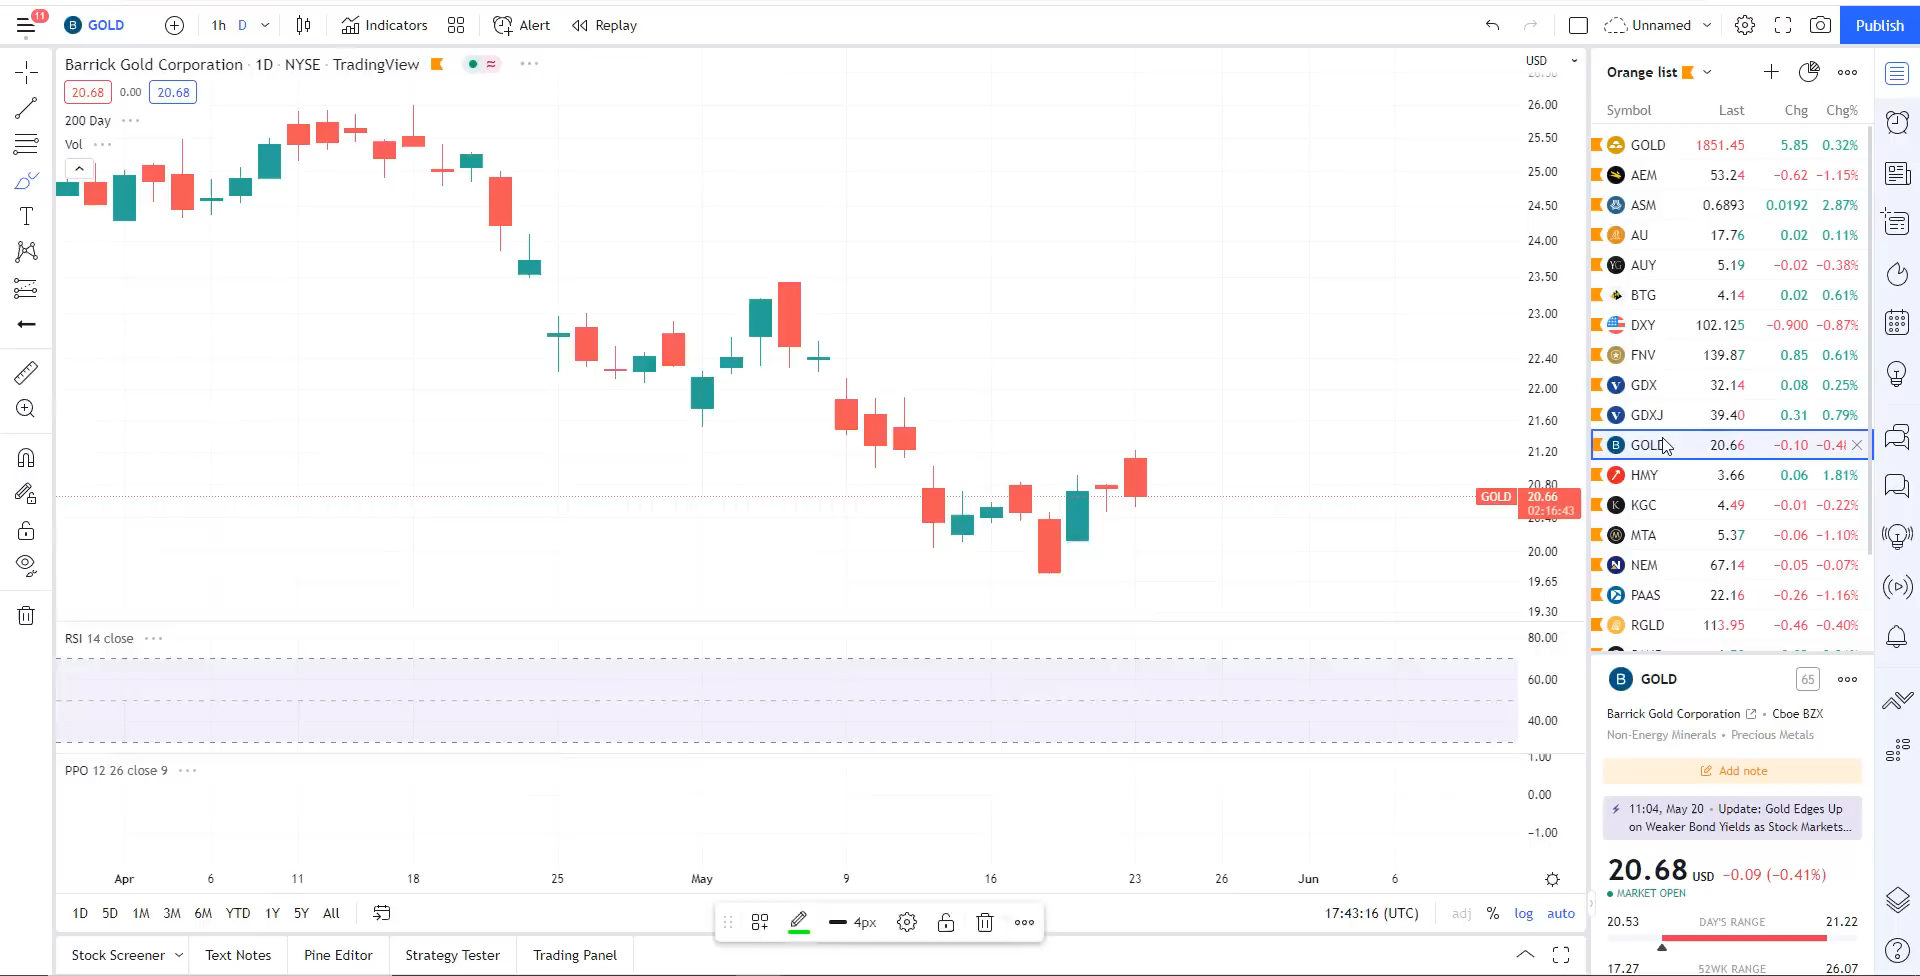 11
GOLD
1h D Indicators Alert Replay Unnamed Publish
Barrick Gold Corporation · 1D · NYSE · TradingView
20.68 0.00 20.68
200 Day
Vol
USD
26.00
25.50
25.00
24.50
24.00
23.50
23.00
22.40
22.00
21.60
21.20
20.80
GOLD 20.66
02:16:43
20.00
19.65
19.30
RSI 14 close
80.00
60.00
40.00
PPO 12 26 close 9
1.00
0.00
−1.00
Apr 6 11 18 25 May 9 16 23 26 Jun 6
1D 5D 1M 3M 6M YTD 1Y 5Y All
4px
17:43:16 (UTC) adj % log auto
Stock Screener Text Notes Pine Editor Strategy Tester Trading Panel
Orange list
Symbol Last Chg Chg%
GOLD 1851.45 5.85 0.32%
AEM 53.24 −0.62 −1.15%
ASM 0.6893 0.0192 2.87%
AU 17.76 0.02 0.11%
AUY 5.19 −0.02 −0.38%
BTG 4.14 0.02 0.61%
DXY 102.125 −0.900 −0.87%
FNV 139.87 0.85 0.61%
GDX 32.14 0.08 0.25%
GDXJ 39.40 0.31 0.79%
GOLD 20.66 −0.10
HMY 3.66 0.06 1.81%
KGC 4.49 −0.01 −0.22%
MTA 5.37 −0.06 −1.10%
NEM 67.14 −0.05 −0.07%
PAAS 22.16 −0.26 −1.16%
RGLD 113.95 −0.46 −0.40%
B GOLD 65
Barrick Gold Corporation • Cboe BZX
Non-Energy Minerals • Precious Metals
Add note
11:04, May 20 • Update: Gold Edges Up
on Weaker Bond Yields as Stock Markets...
20.68 USD −0.09 (−0.41%)
MARKET OPEN
20.53 DAY'S RANGE 21.22
17.27 52WK RANGE 26.07